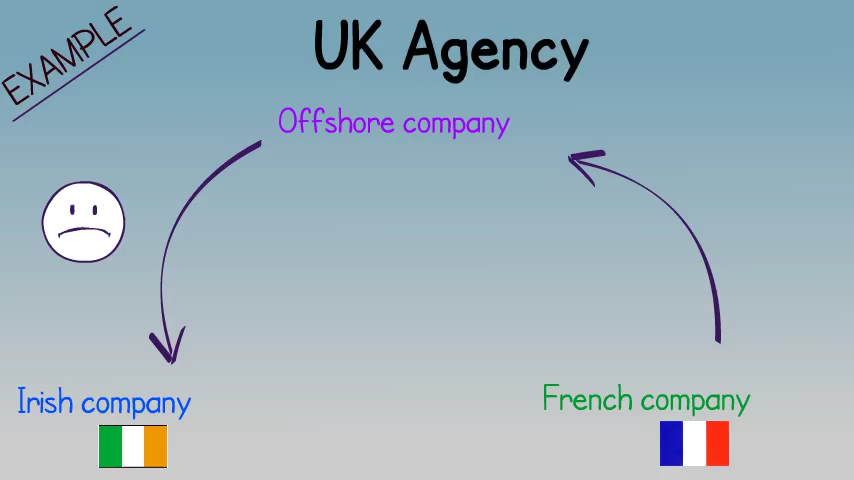 EXAMPLE
UK Agency
Offshore company
Irish company
French company